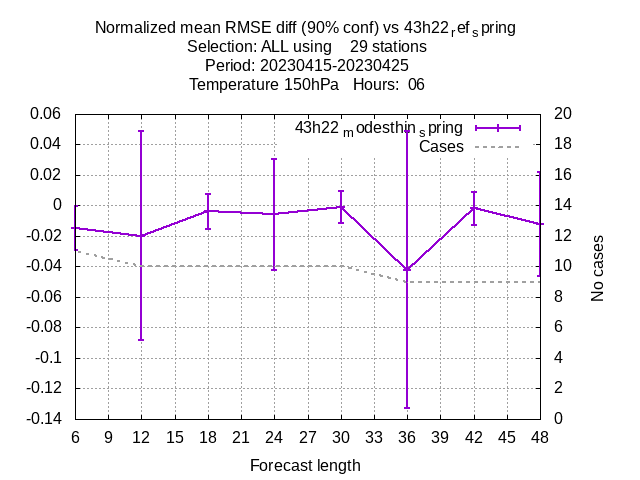 Normalized mean RMSE diff (90% conf) vs 43h22refspring
Selection: ALL using 29 stations
Period: 20230415-20230425
Temperature 150hPa Hours: 06
43h22modesthinspring
Cases
0.06
0.04
0.02
0
-0.02
-0.04
-0.06
-0.08
-0.1
-0.12
-0.14
20
18
16
14
12
10
8
6
4
2
0
No cases
6 9 12 15 18 21 24 27 30 33 36 39 42 45 48
Forecast length